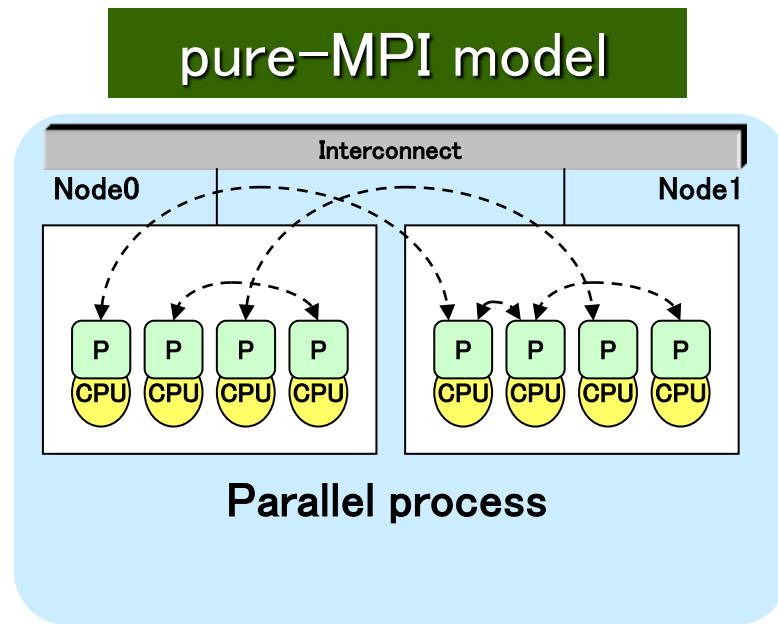 pure-MPI model
Interconnect
Node0 Node1
P P P P P P P P
CPU CPU CPU CPU CPU CPU CPU CPU
Parallel process